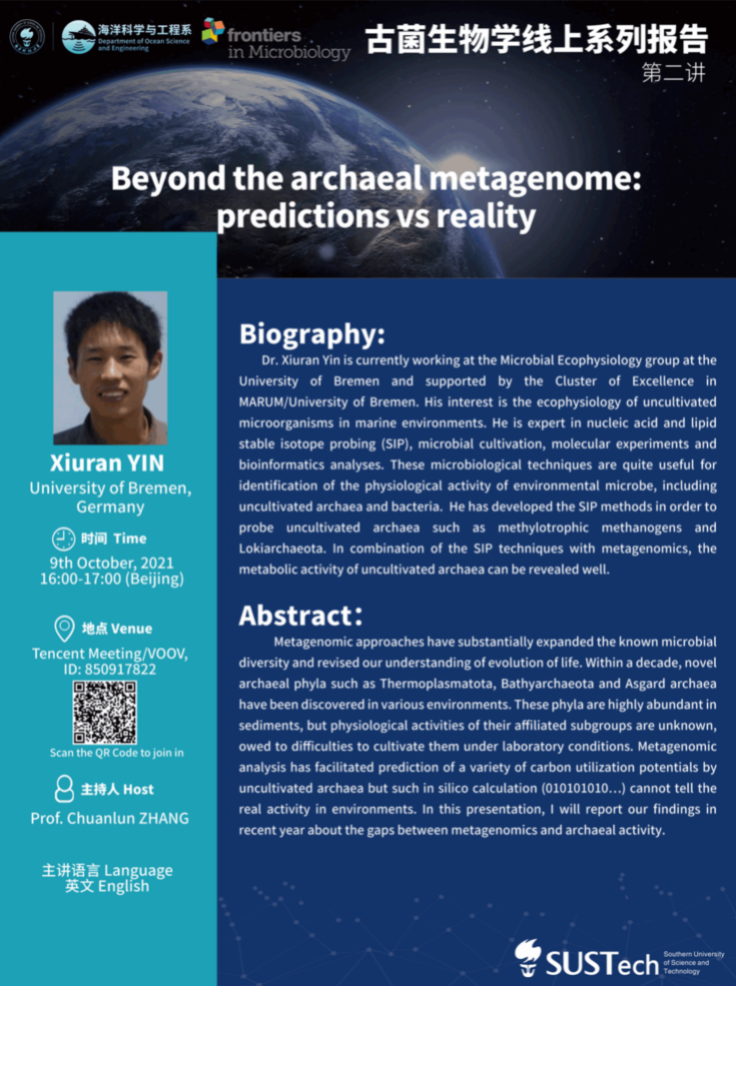 海洋科学与工程系
Department of Ocean Science
and Engineering
frontiers
in Microbiology
古菌生物学线上系列报告
第二讲
Beyond the archaeal metagenome:
predictions vs reality
Xiuran YIN
University of Bremen,
Germany
时间 Time
9th October, 2021
16:00-17:00 (Beijing)
地点 Venue
Tencent Meeting/VOOV,
ID: 850917822
Scan the QR Code to join in
主持人 Host
Prof. Chuanlun ZHANG
主讲语言 Language
英文 English
Biography:
Dr. Xiuran Yin is currently working at the Microbial Ecophysiology group at the
University of Bremen and supported by the Cluster of Excellence in
MARUM/University of Bremen. His interest is the ecophysiology of uncultivated
microorganisms in marine environments. He is expert in nucleic acid and lipid
stable isotope probing (SIP), microbial cultivation, molecular experiments and
bioinformatics analyses. These microbiological techniques are quite useful for
identification of the physiological activity of environmental microbe, including
uncultivated archaea and bacteria. He has developed the SIP methods in order to
probe uncultivated archaea such as methylotrophic methanogens and
Lokiarchaeota. In combination of the SIP techniques with metagenomics, the
metabolic activity of uncultivated archaea can be revealed well.
Abstract：
Metagenomic approaches have substantially expanded the known microbial
diversity and revised our understanding of evolution of life. Within a decade, novel
archaeal phyla such as Thermoplasmatota, Bathyarchaeota and Asgard archaea
have been discovered in various environments. These phyla are highly abundant in
sediments, but physiological activities of their affiliated subgroups are unknown,
owed to difficulties to cultivate them under laboratory conditions. Metagenomic
analysis has facilitated prediction of a variety of carbon utilization potentials by
uncultivated archaea but such in silico calculation (010101010...) cannot tell the
real activity in environments. In this presentation, I will report our findings in
recent year about the gaps between metagenomics and archaeal activity.
SUSTech
Southern University
of Science and
Technology